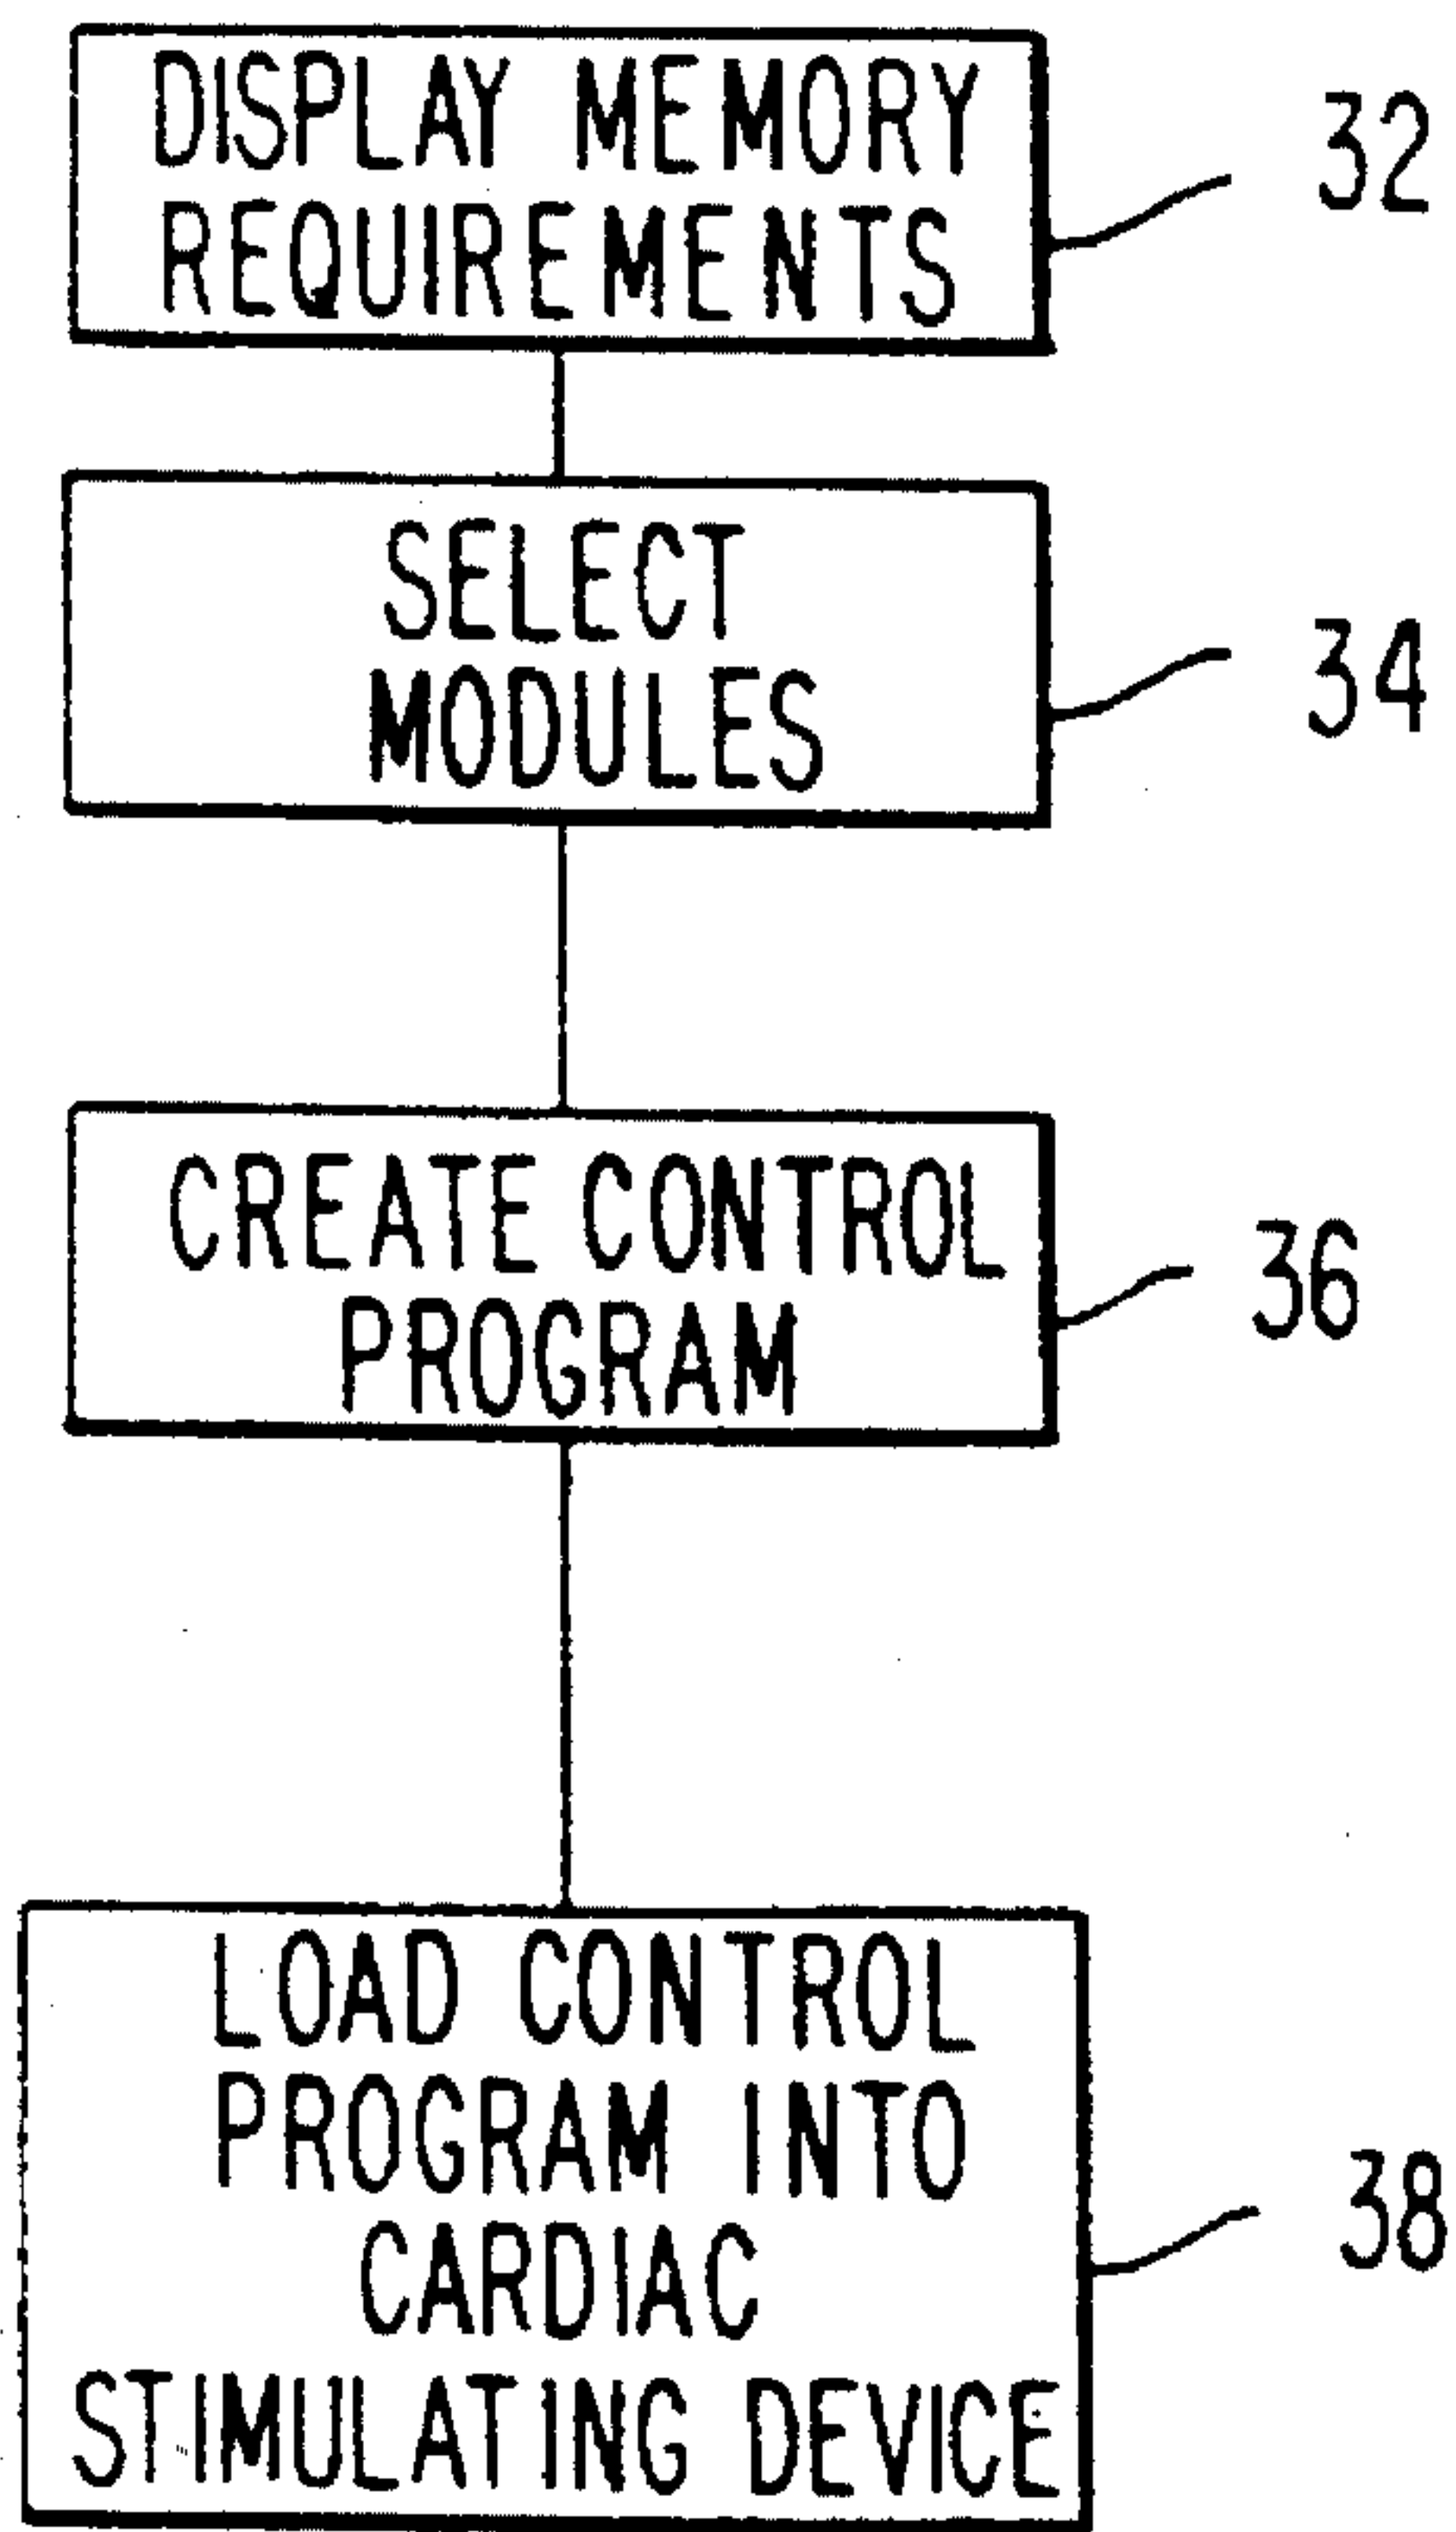 DISPLAY MEMORY
REQUIREMENTS
32
SELECT
MODULES
34
CREATE CONTROL
PROGRAM
36
LOAD CONTROL
PROGRAM INTO
CARDIAC
STIMULATING DEVICE
38